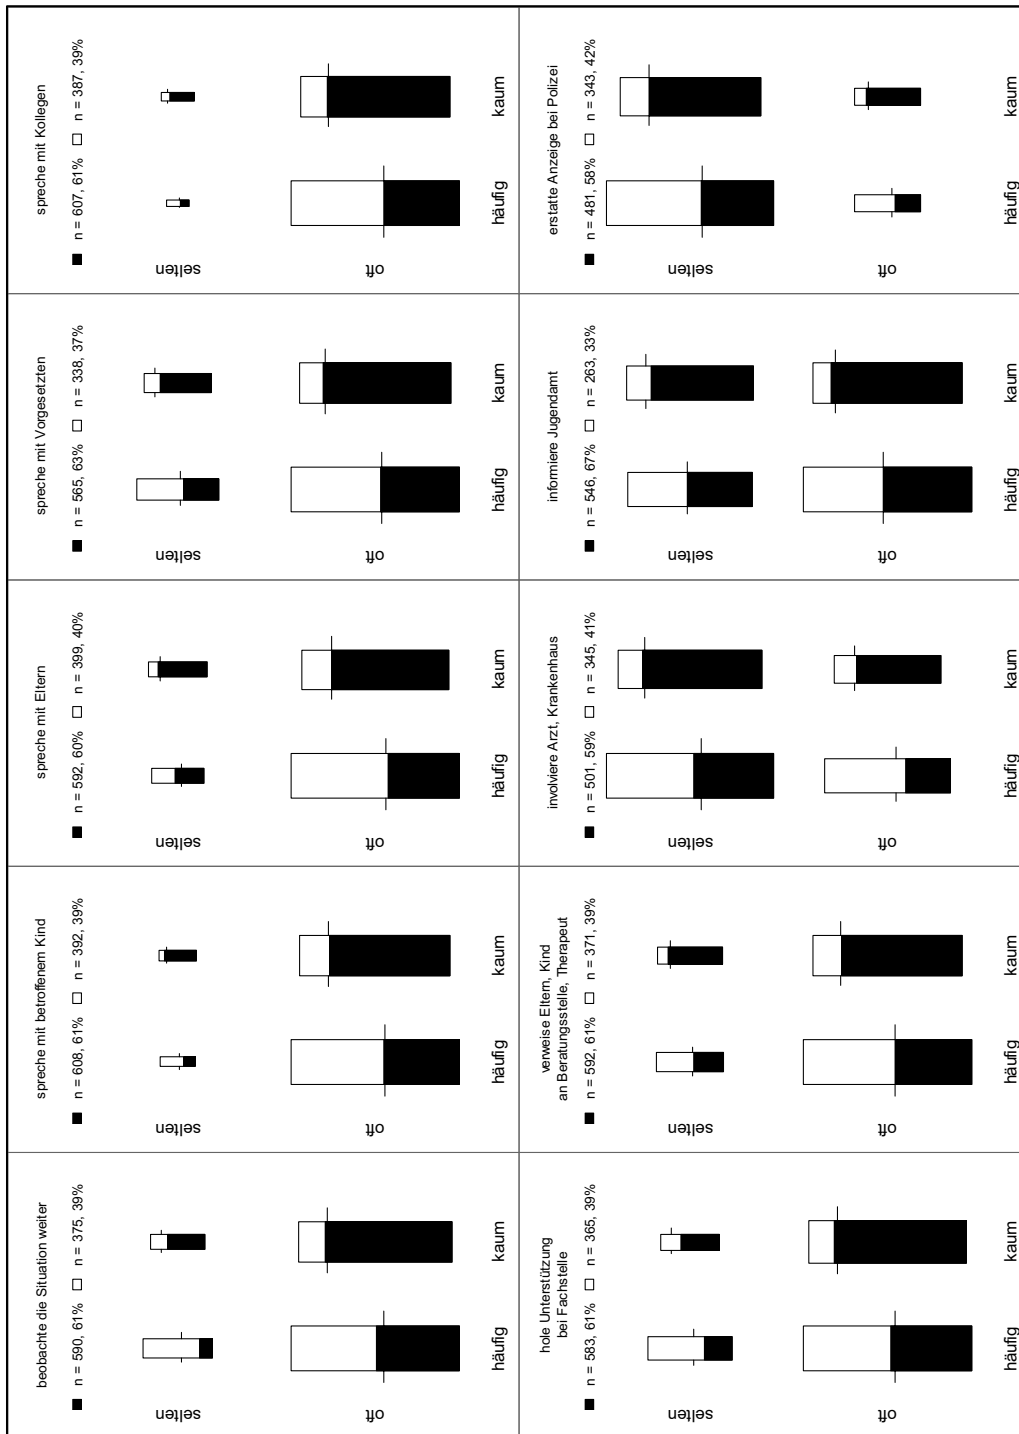 beobachte die Situation weiter
n = 590, 61% n = 375, 39%
selten
oft
häufig
kaum
spreche mit betroffenem Kind
n = 608, 61% n = 392, 39%
selten
oft
häufig
kaum
spreche mit Eltern
n = 592, 60% n = 399, 40%
selten
oft
häufig
kaum
spreche mit Vorgesetzten
n = 565, 63% n = 338, 37%
selten
oft
häufig
kaum
spreche mit Kollegen
n = 607, 61% n = 387, 39%
selten
oft
häufig
kaum
hole Unterstützung
bei Fachstelle
n = 583, 61% n = 365, 39%
selten
oft
häufig
kaum
verweise Eltern, Kind
an Beratungsstelle, Therapeut
n = 592, 61% n = 371, 39%
selten
oft
häufig
kaum
involviere Arzt, Krankenhaus
n = 501, 59% n = 345, 41%
selten
oft
häufig
kaum
informiere Jugendamt
n = 546, 67% n = 263, 33%
selten
oft
häufig
kaum
erstatte Anzeige bei Polizei
n = 481, 58% n = 343, 42%
selten
oft
häufig
kaum